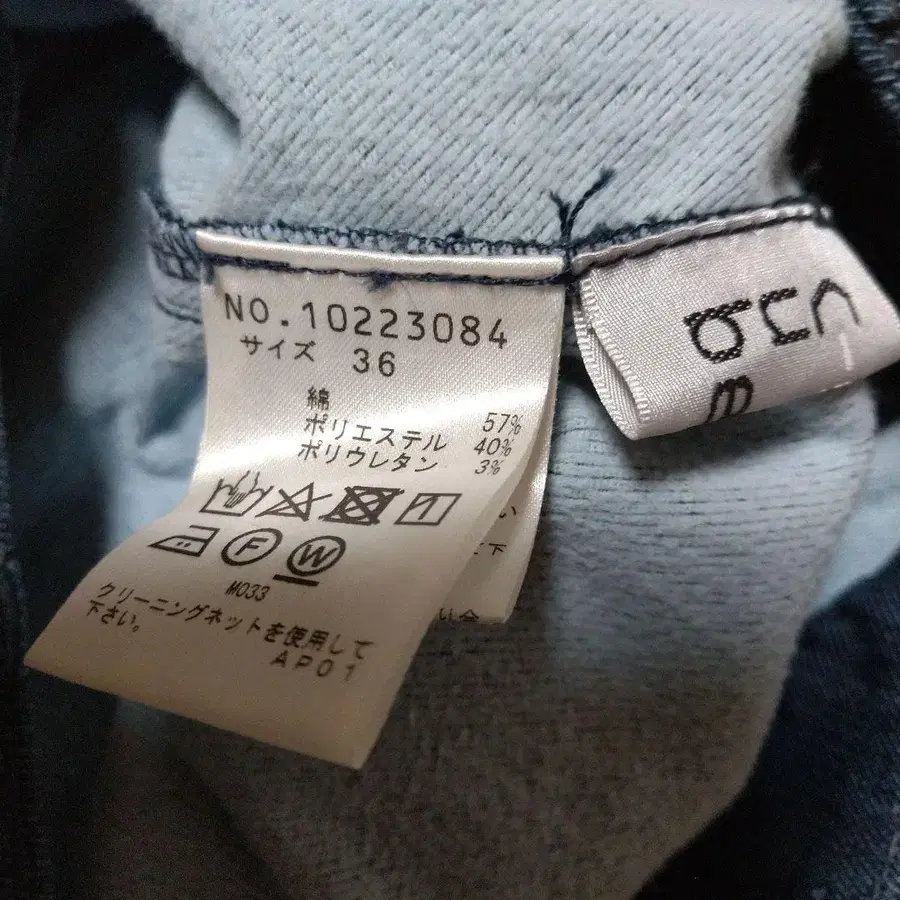 NO.10223084
サイズ 36
綿 57%
ポリエステル 40%
ポリウレタン 3%
F W
M033
クリーニングネットを使用して
下さい。
AP01